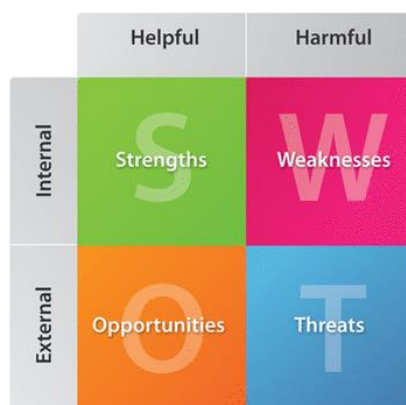 Helpful
Harmful
Internal
S
Strengths
W
Weaknesses
External
O
Opportunities
T
Threats